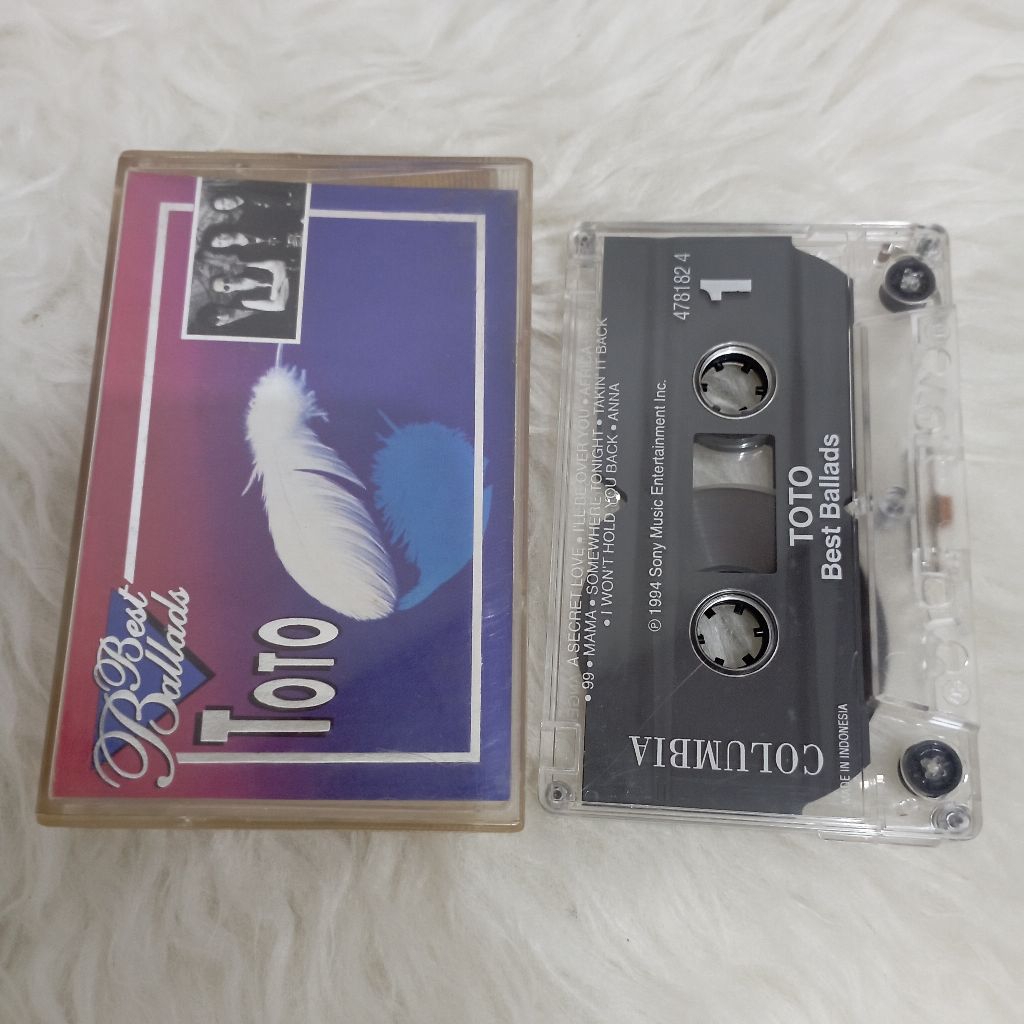 Best
Ballads
TOTO
A SECRET LOVE • I'LL BE OVER YOU •
• 99 • MAMA • SOMEWHERE TONIGHT • TAKIN' IT BACK
• I WON'T HOLD YOU BACK • ANNA
478182 4
1
℗ 1994 Sony Music Entertainment Inc.
TOTO
Best Ballads
COLUMBIA
MADE IN INDONESIA